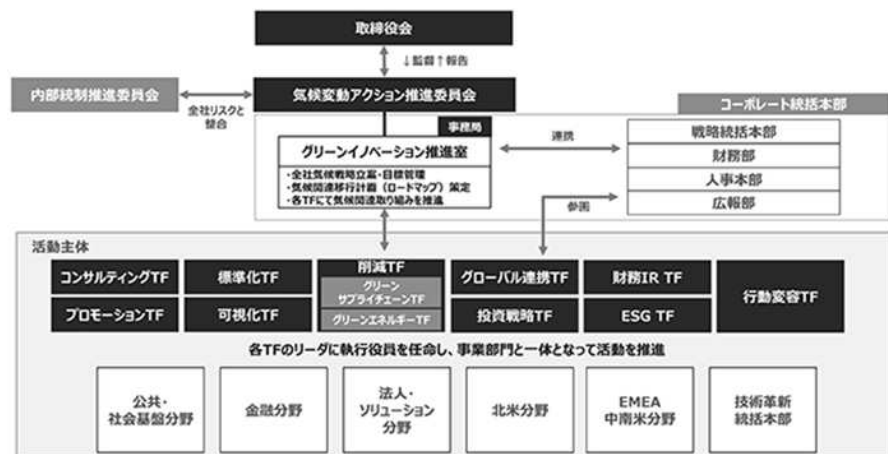 取締役会
↓監督↑報告
内部統制推進委員会
全社リスクと
整合
気候変動アクション推進委員会
コーポレート統括本部
事務局
グリーンイノベーション推進室
・全社気候戦略立案・目標管理
・気候関連移行計画（ロードマップ）策定
・各TFにて気候関連取り組みを推進
連携
戦略統括本部
財務部
人事本部
広報部
参画
活動主体
コンサルティングTF
標準化TF
削減TF
グリーン
サプライチェーンTF
グリーンエネルギーTF
グローバル連携TF
財務IR TF
行動変容TF
プロモーションTF
可視化TF
投資戦略TF
ESG TF
各TFのリーダに執行役員を任命し、事業部門と一体となって活動を推進
公共・
社会基盤分野
金融分野
法人・
ソリューション
分野
北米分野
EMEA
中南米分野
技術革新
統括本部